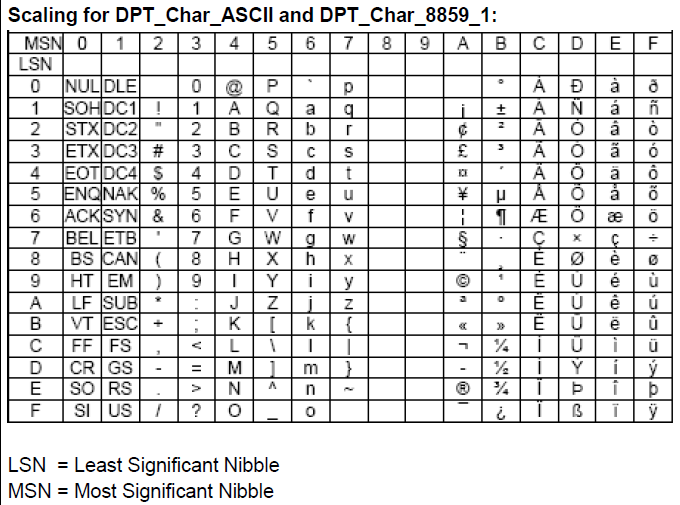 Scaling for DPT_Char_ASCII and DPT_Char_8859_1:
MSN 0 1 2 3 4 5 6 7 8 9 A B C D E F
LSN
0 NUL DLE 0 @ P ` p ° À Ð à ð
1 SOH DC1 ! 1 A Q a q ¡ ± Á Ñ á ñ
2 STX DC2 " 2 B R b r ¢ ² Â Ò â ò
3 ETX DC3 # 3 C S c s £ ³ Ã Ó ã ó
4 EOT DC4 $ 4 D T d t ¤ ´ Ä Ô ä ô
5 ENQ NAK % 5 E U e u ¥ µ Å Õ å õ
6 ACK SYN & 6 F V f v ¦ ¶ Æ Ö æ ö
7 BEL ETB ' 7 G W g w § · Ç × ç ÷
8 BS CAN ( 8 H X h x ¨ ¸ È Ø è ø
9 HT EM ) 9 I Y i y © ¹ É Ù é ù
A LF SUB * : J Z j z ª º Ê Ú ê ú
B VT ESC + ; K [ k { « » Ë Û ë û
C FF FS , < L \ l | ¬ ¼ Ì Ü ì ü
D CR GS - = M ] m } - ½ Í Ý í ý
E SO RS . > N ^ n ~ ® ¾ Î Þ î þ
F SI US / ? O _ o ¯ ¿ Ï ß ï ÿ
LSN = Least Significant Nibble
MSN = Most Significant Nibble